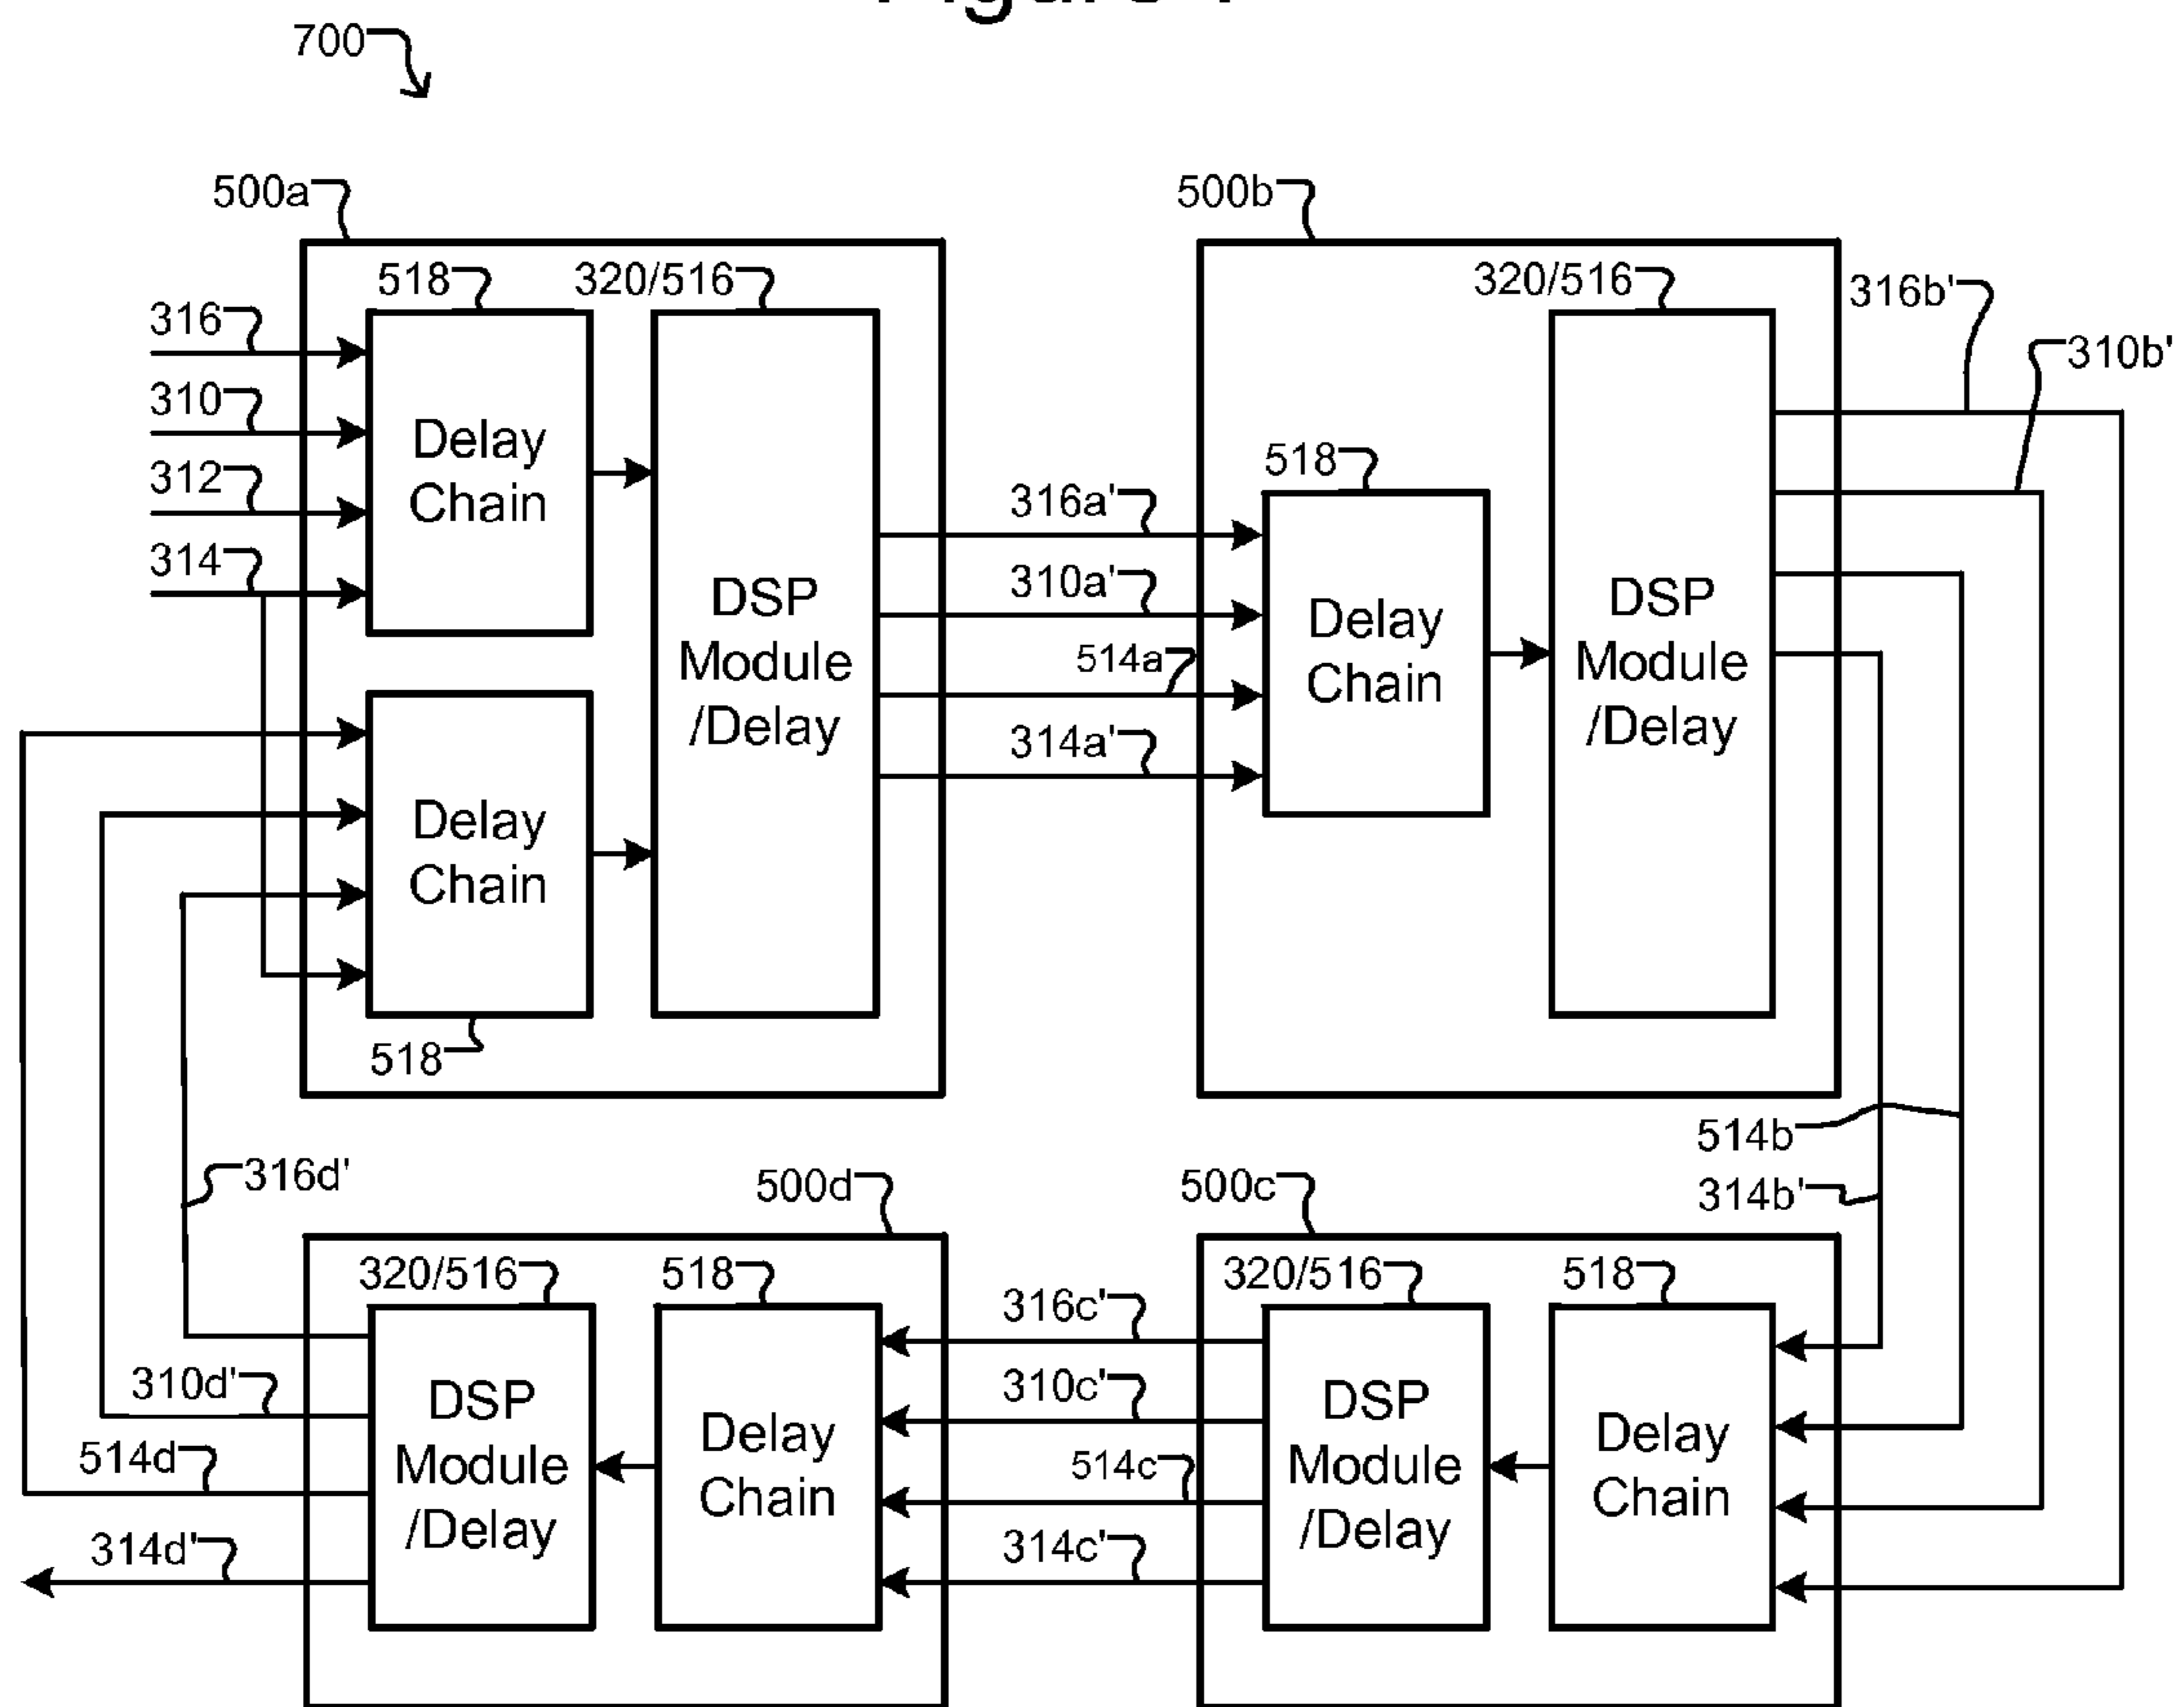 700
500a
500b
518
320/516
320/516
316b'
316
310b'
310
Delay
Chain
518
312
316a'
314
310a'
DSP
Module
/Delay
Delay
Chain
DSP
Module
/Delay
514a
314a'
Delay
Chain
518
514b
316d'
500d
500c
314b'
320/516
518
316c'
320/516
518
310d'
DSP
Module
/Delay
Delay
Chain
310c'
DSP
Module
/Delay
Delay
Chain
514d
514c
314d'
314c'